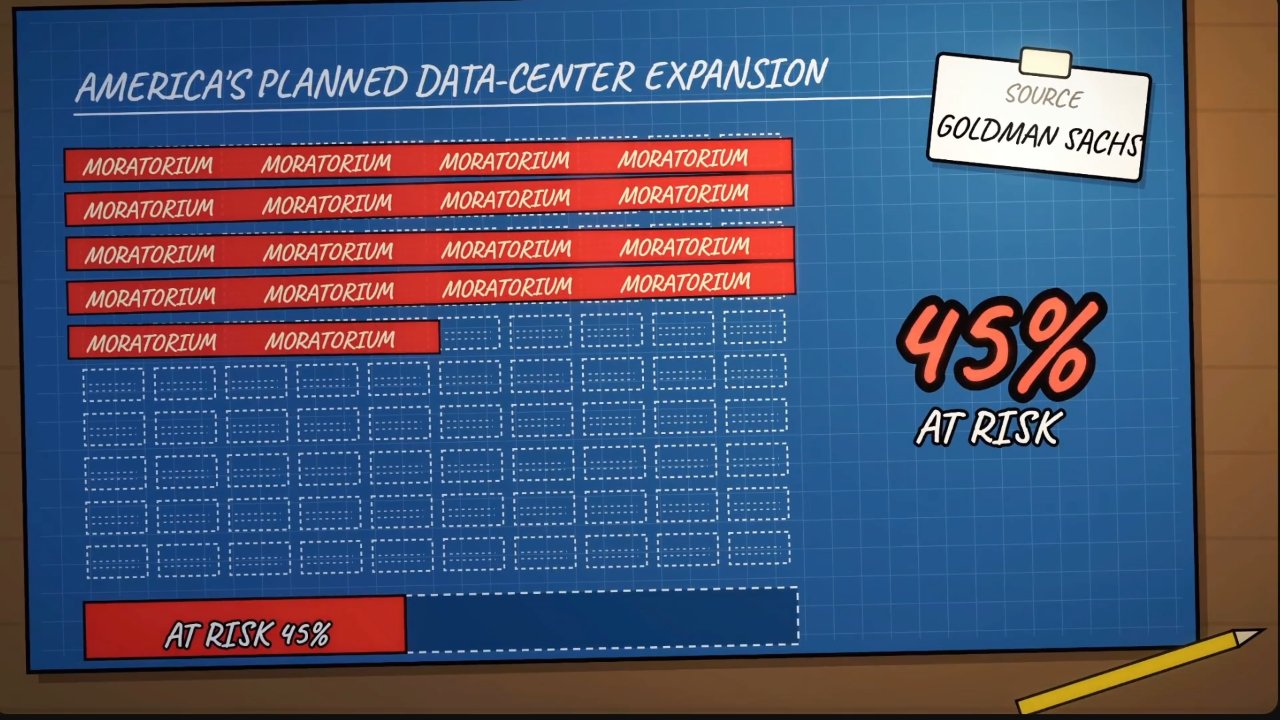 AMERICA'S PLANNED DATA-CENTER EXPANSION
SOURCE
GOLDMAN SACHS
MORATORIUM MORATORIUM MORATORIUM MORATORIUM
MORATORIUM MORATORIUM MORATORIUM MORATORIUM
MORATORIUM MORATORIUM MORATORIUM MORATORIUM
MORATORIUM MORATORIUM MORATORIUM MORATORIUM
MORATORIUM MORATORIUM
45%
AT RISK
AT RISK 45%